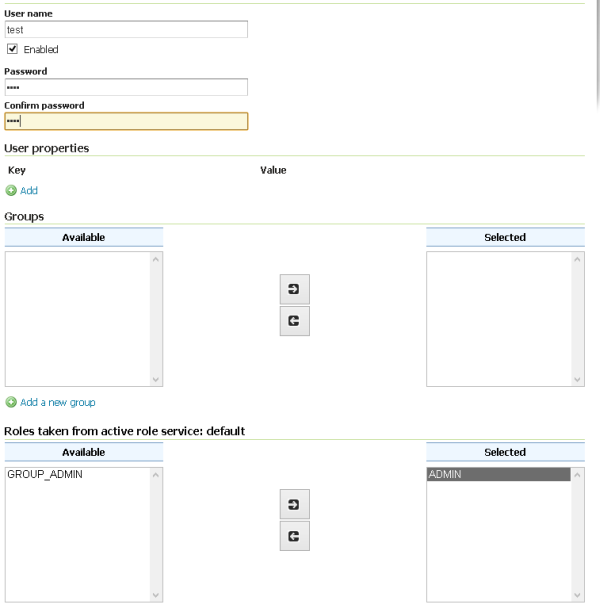 User name
test
Enabled
Password
••••
Confirm password
••••
User properties
Key Value
Add
Groups
Available Selected
Add a new group
Roles taken from active role service: default
Available Selected
GROUP_ADMIN ADMIN